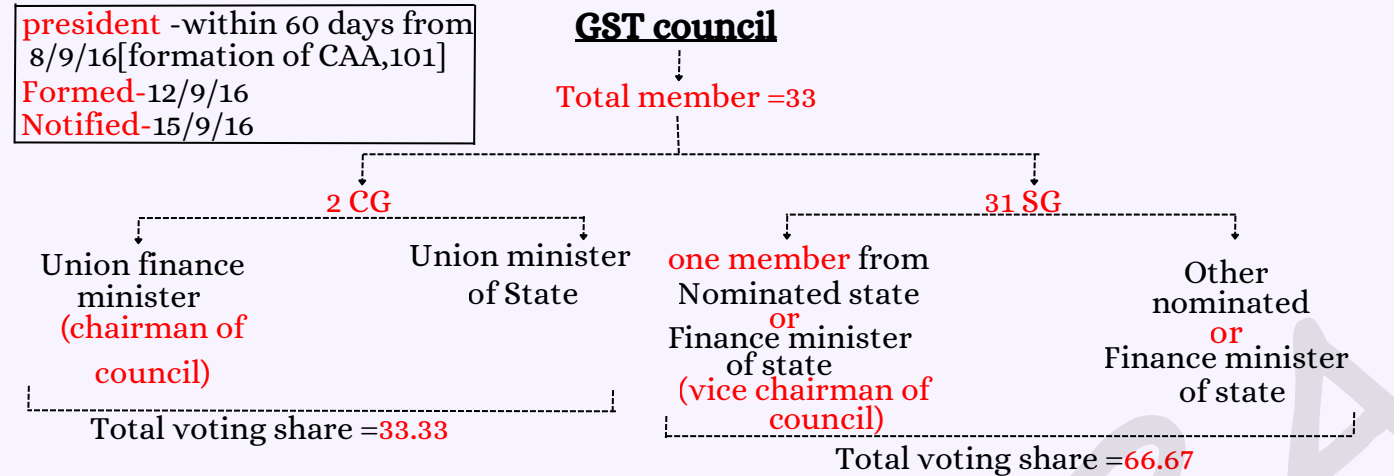 president -within 60 days from
8/9/16[formation of CAA,101]
Formed-12/9/16
Notified-15/9/16
GST council
Total member =33
2 CG
31 SG
Union finance
minister
(chairman of
council)
Union minister
of State
Total voting share =33.33
one member from
Nominated state
or
Finance minister
of state
(vice chairman of
council)
Other
nominated
or
Finance minister
of state
Total voting share =66.67